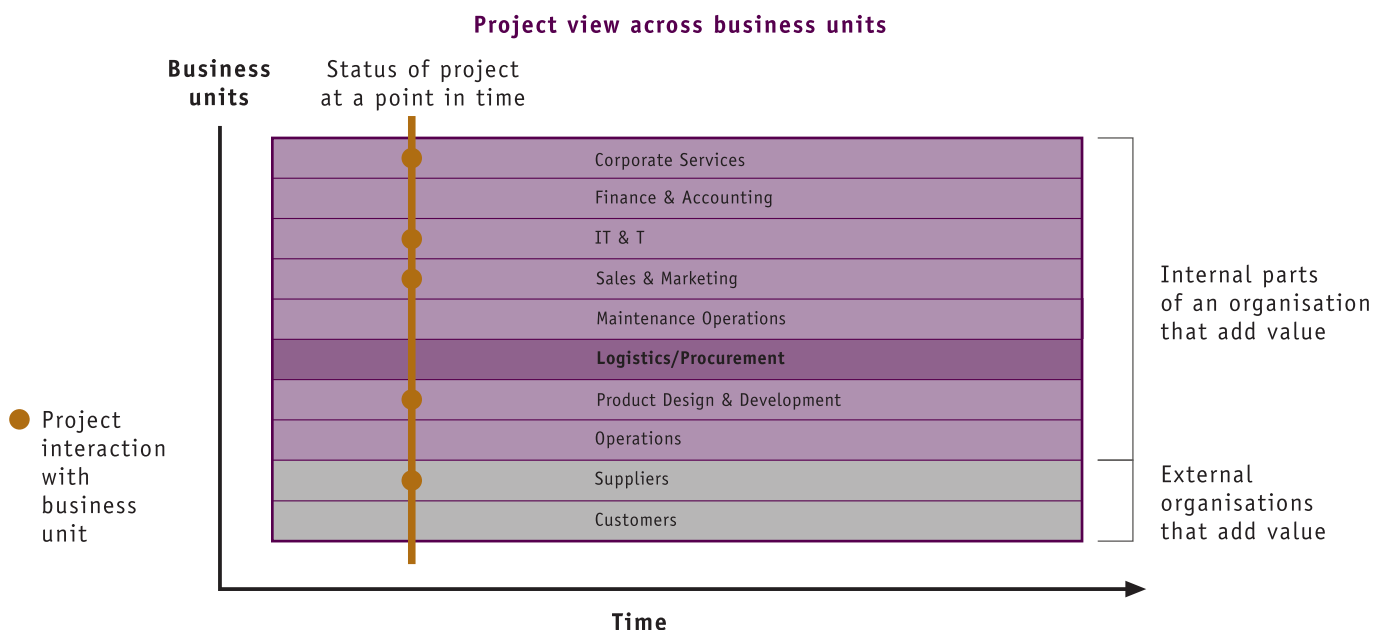 Project view across business units
Business
units
Status of project
at a point in time
Corporate Services
Finance & Accounting
IT & T
Sales & Marketing
Maintenance Operations
Logistics/Procurement
Product Design & Development
Operations
Suppliers
Customers
Internal parts
of an organisation
that add value
External
organisations
that add value
Project
interaction
with
business
unit
Time